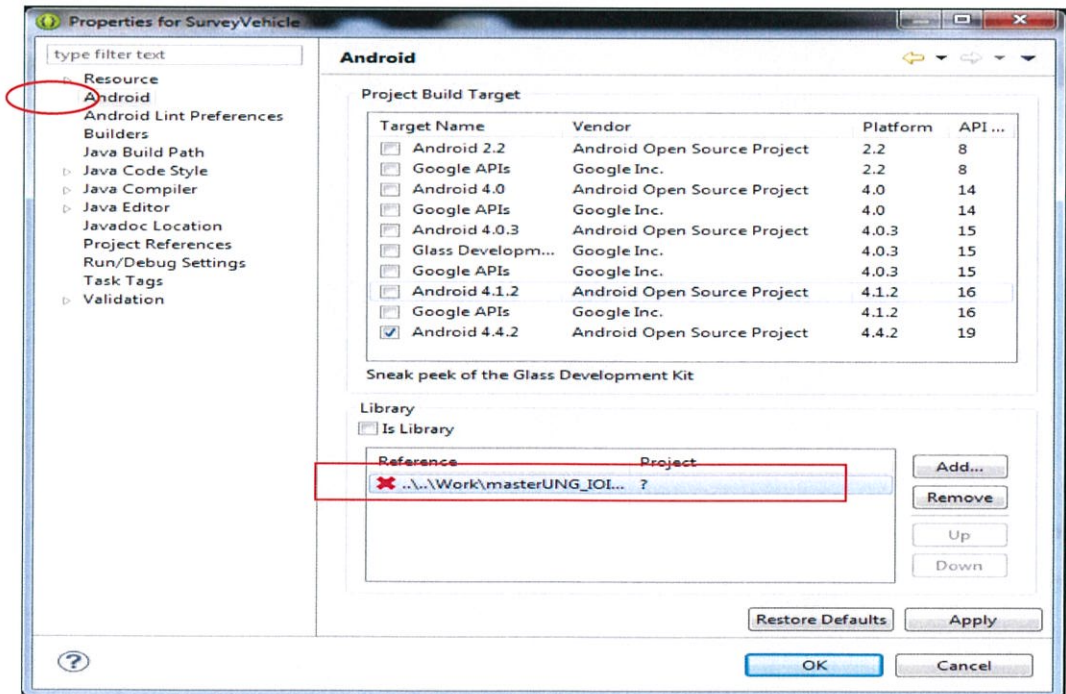 Properties for SurveyVehicle
type filter text
Resource
Android
Android Lint Preferences
Builders
Java Build Path
Java Code Style
Java Compiler
Java Editor
Javadoc Location
Project References
Run/Debug Settings
Task Tags
Validation
Android
Project Build Target
Target Name Vendor Platform API ...
Android 2.2 Android Open Source Project 2.2 8
Google APIs Google Inc. 2.2 8
Android 4.0 Android Open Source Project 4.0 14
Google APIs Google Inc. 4.0 14
Android 4.0.3 Android Open Source Project 4.0.3 15
Glass Developm... Google Inc. 4.0.3 15
Google APIs Google Inc. 4.0.3 15
Android 4.1.2 Android Open Source Project 4.1.2 16
Google APIs Google Inc. 4.1.2 16
Android 4.4.2 Android Open Source Project 4.4.2 19
Sneak peek of the Glass Development Kit
Library
Is Library
Reference Project
..\..\Work\masterUNG_IOI... ?
Add...
Remove
Up
Down
Restore Defaults Apply
? OK Cancel